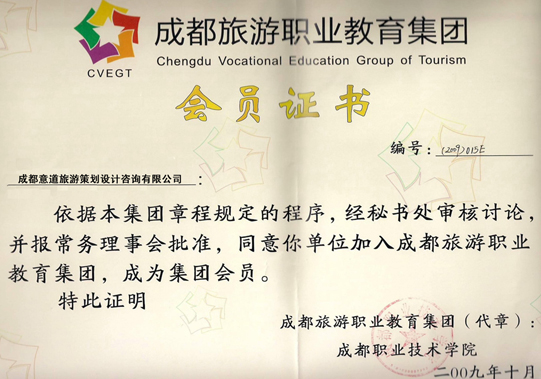 成都旅游职业教育集团
CVEGT
Chengdu Vocational Education Group of Tourism
会员证书
编号：(2009)015E
成都意道旅游策划设计咨询有限公司：
依据本集团章程规定的程序，经秘书处审核讨论，
并报常务理事会批准，同意你单位加入成都旅游职业
教育集团，成为集团会员。
特此证明
成都旅游职业教育集团（代章）：
成都职业技术学院
二00九年十月